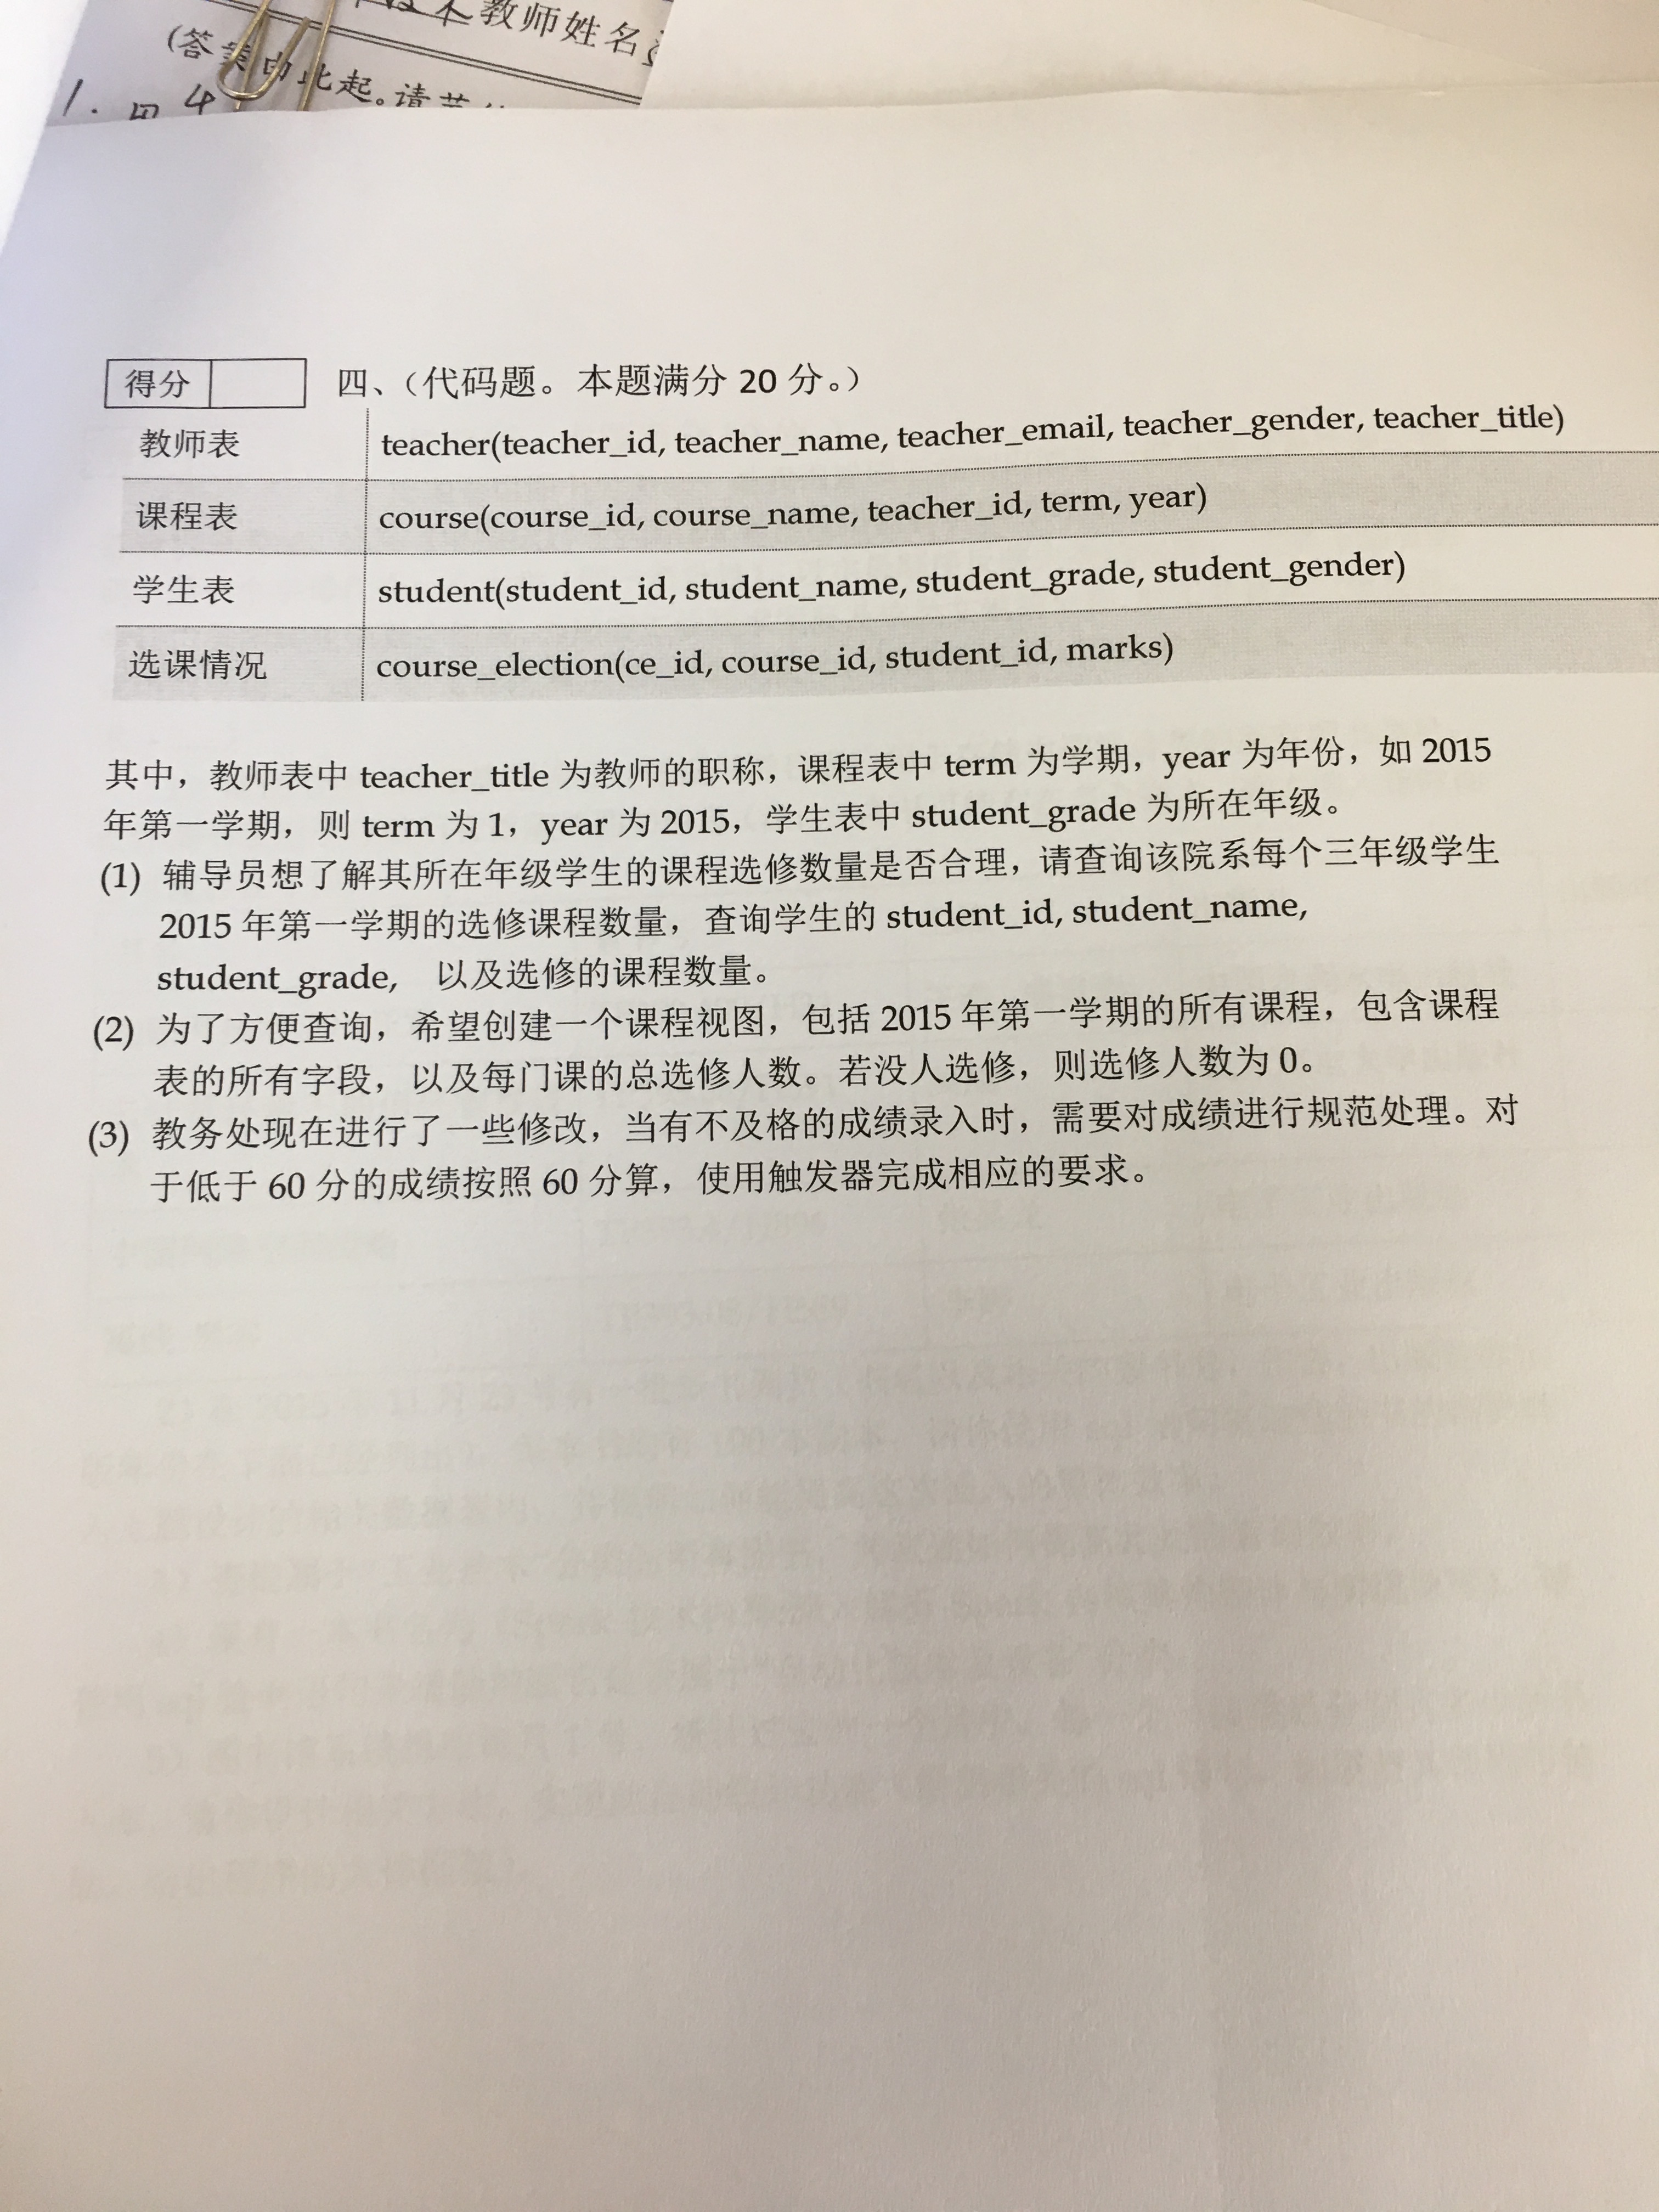 教师姓名
(答案由此起。请
1.
得分 四、(代码题。本题满分 20 分。)
教师表 teacher(teacher_id, teacher_name, teacher_email, teacher_gender, teacher_title)
课程表 course(course_id, course_name, teacher_id, term, year)
学生表 student(student_id, student_name, student_grade, student_gender)
选课情况 course_election(ce_id, course_id, student_id, marks)
其中，教师表中 teacher_title 为教师的职称，课程表中 term 为学期，year 为年份，如 2015
年第一学期，则 term 为 1，year 为 2015，学生表中 student_grade 为所在年级。
(1) 辅导员想了解其所在年级学生的课程选修数量是否合理，请查询该院系每个三年级学生
2015 年第一学期的选修课程数量，查询学生的 student_id, student_name,
student_grade, 以及选修的课程数量。
(2) 为了方便查询，希望创建一个课程视图，包括 2015 年第一学期的所有课程，包含课程
表的所有字段，以及每门课的总选修人数。若没人选修，则选修人数为 0。
(3) 教务处现在进行了一些修改，当有不及格的成绩录入时，需要对成绩进行规范处理。对
于低于 60 分的成绩按照 60 分算，使用触发器完成相应的要求。